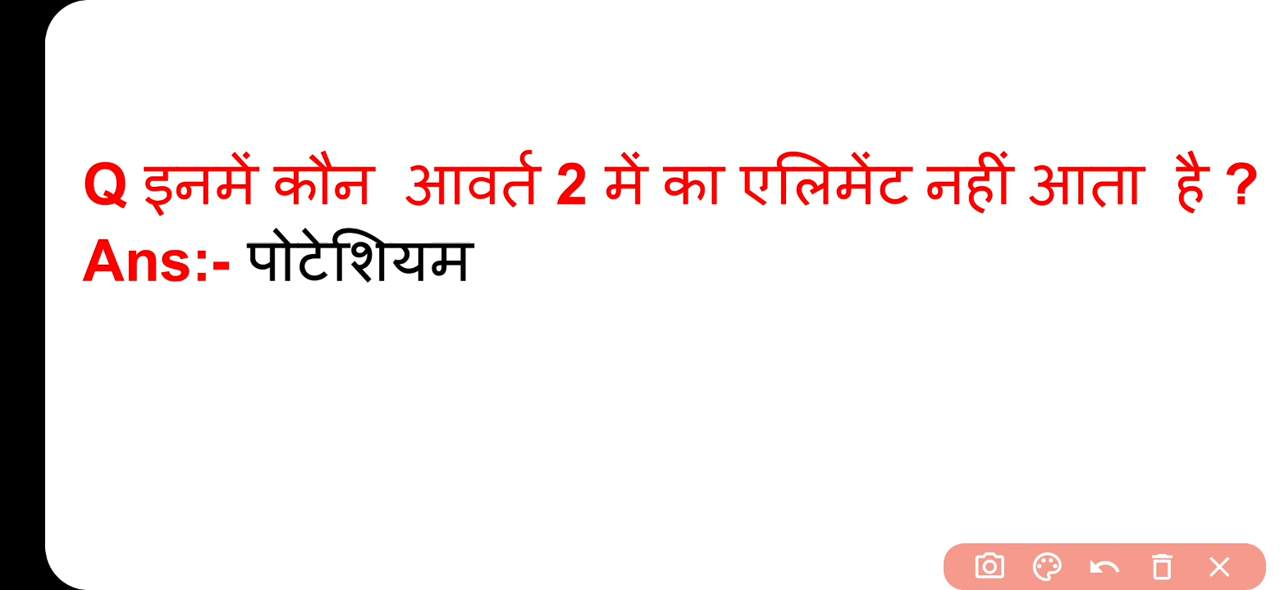 Q इनमें कौन आवर्त 2 में का एलिमेंट नहीं आता है ?
Ans:- पोटेशियम